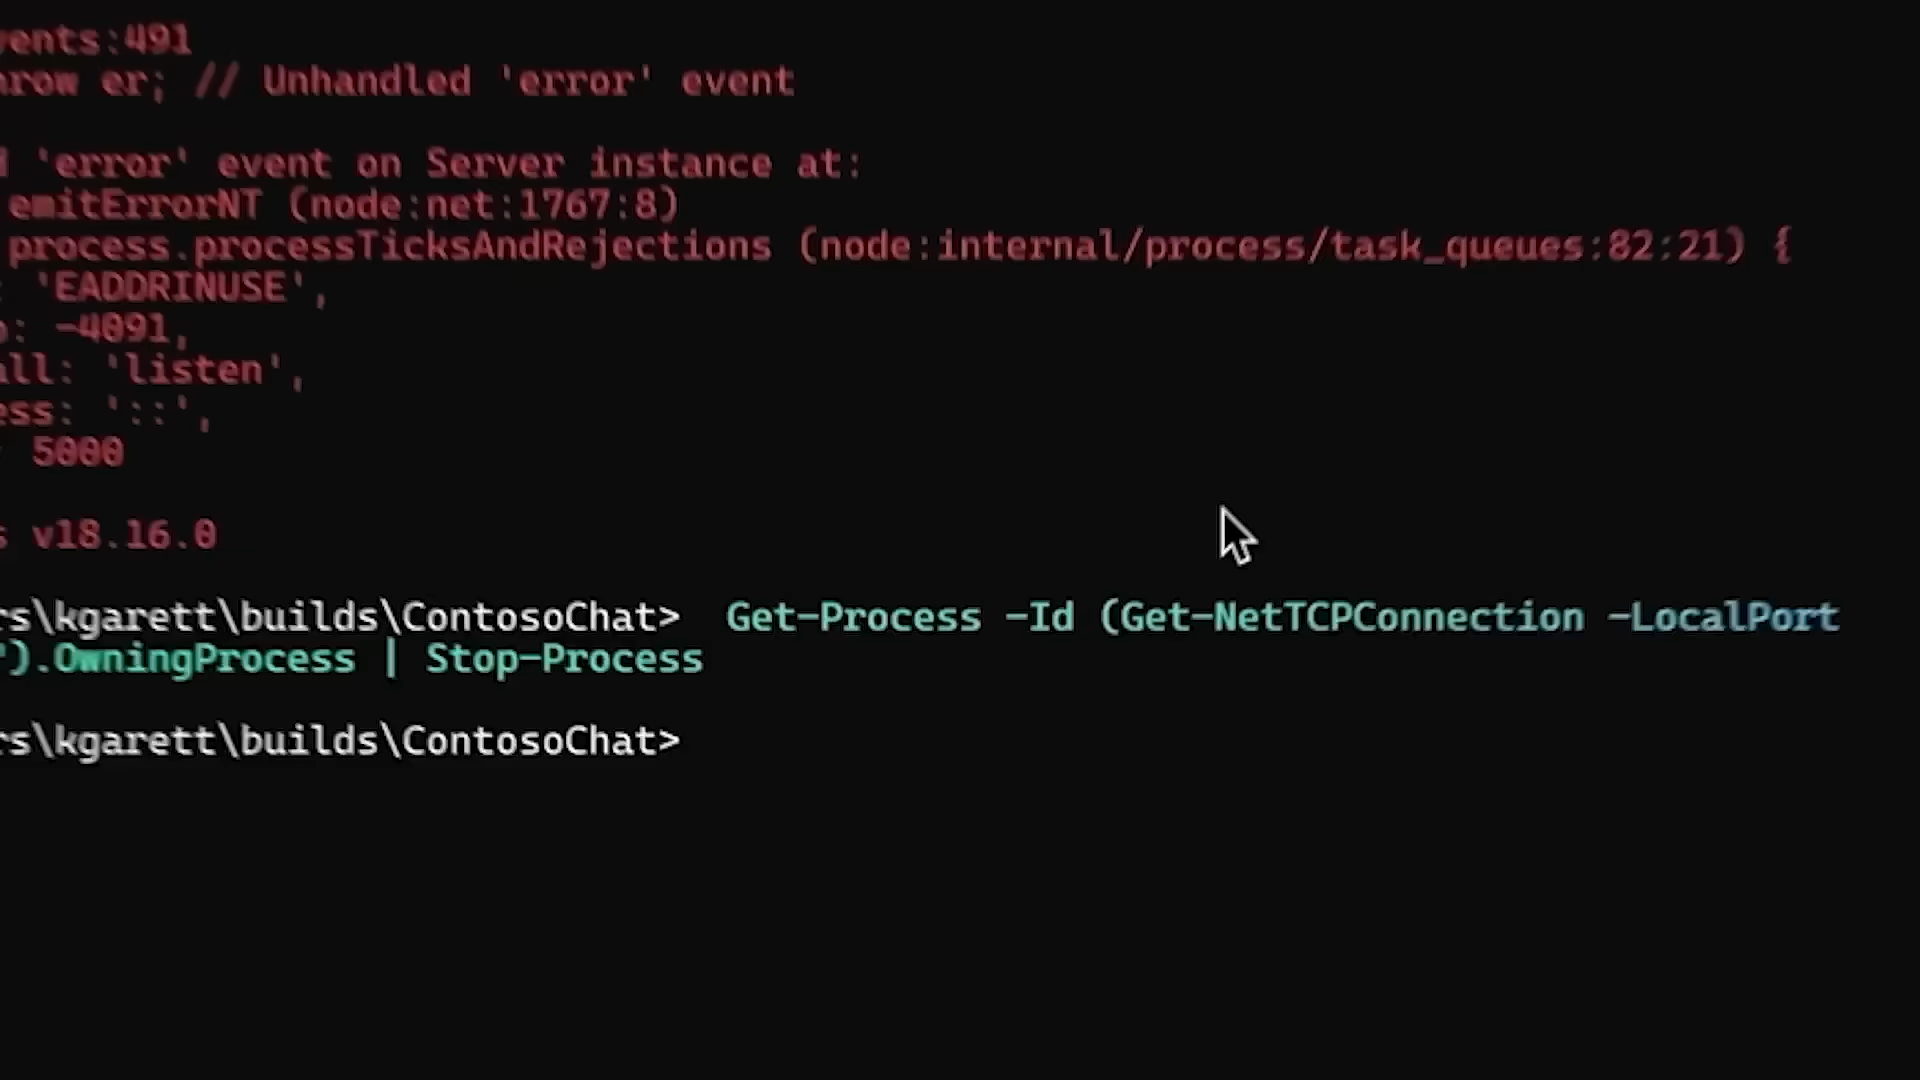 ents:491
row er; // Unhandled 'error' event
'error' event on Server instance at:
emitErrorNT (node:net:1767:8)
process.processTicksAndRejections (node:internal/process/task_queues:82:21) {
: 'EADDRINUSE',
: -4091,
all: 'listen',
ess: '::',
5000
s v18.16.0
rs\kgarett\builds\ContosoChat>  Get-Process -Id (Get-NetTCPConnection -LocalPort
").OwningProcess | Stop-Process
rs\kgarett\builds\ContosoChat>